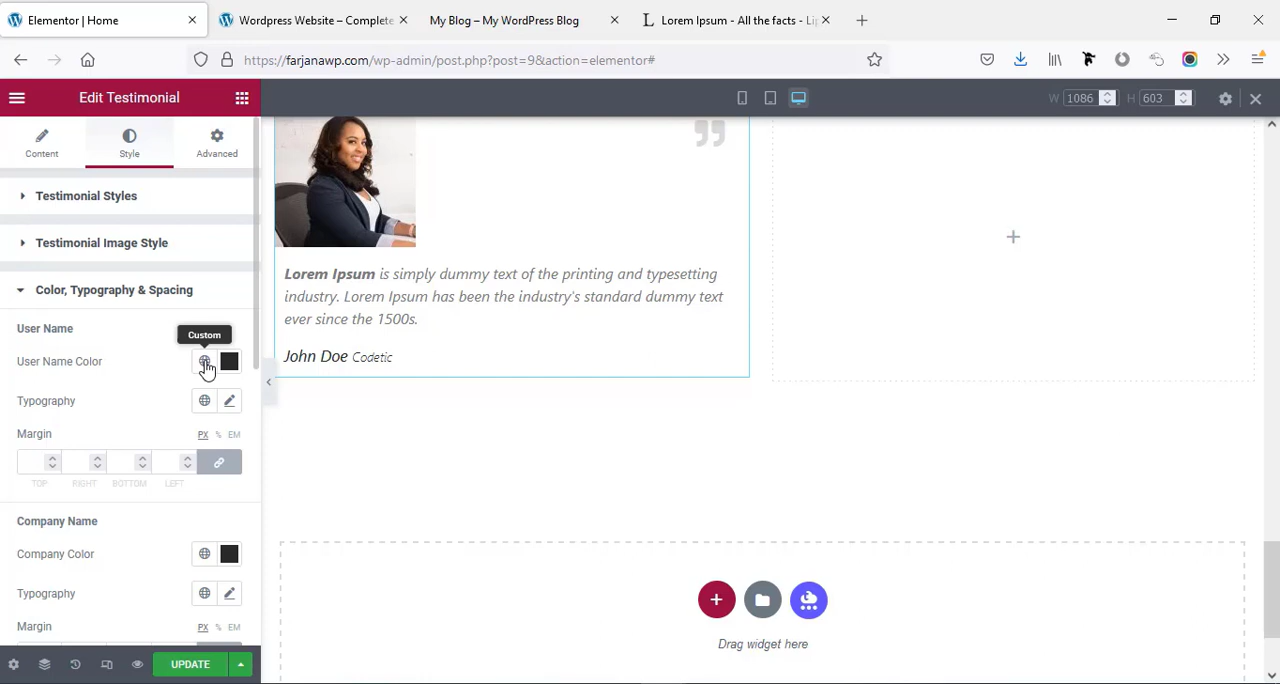 Elementor | Home
Wordpress Website – Complete
My Blog – My WordPress Blog
Lorem Ipsum - All the facts - Lip
https://farjanawp.com/wp-admin/post.php?post=9&action=elementor#
Edit Testimonial
W 1086 H 603
Content Style Advanced
Testimonial Styles
Testimonial Image Style
Color, Typography & Spacing
User Name
Custom
User Name Color
Typography
Margin PX % EM
TOP RIGHT BOTTOM LEFT
Company Name
Company Color
Typography
Margin PX % EM
UPDATE
Lorem Ipsum is simply dummy text of the printing and typesetting
industry. Lorem Ipsum has been the industry's standard dummy text
ever since the 1500s.
John Doe Codetic
Drag widget here